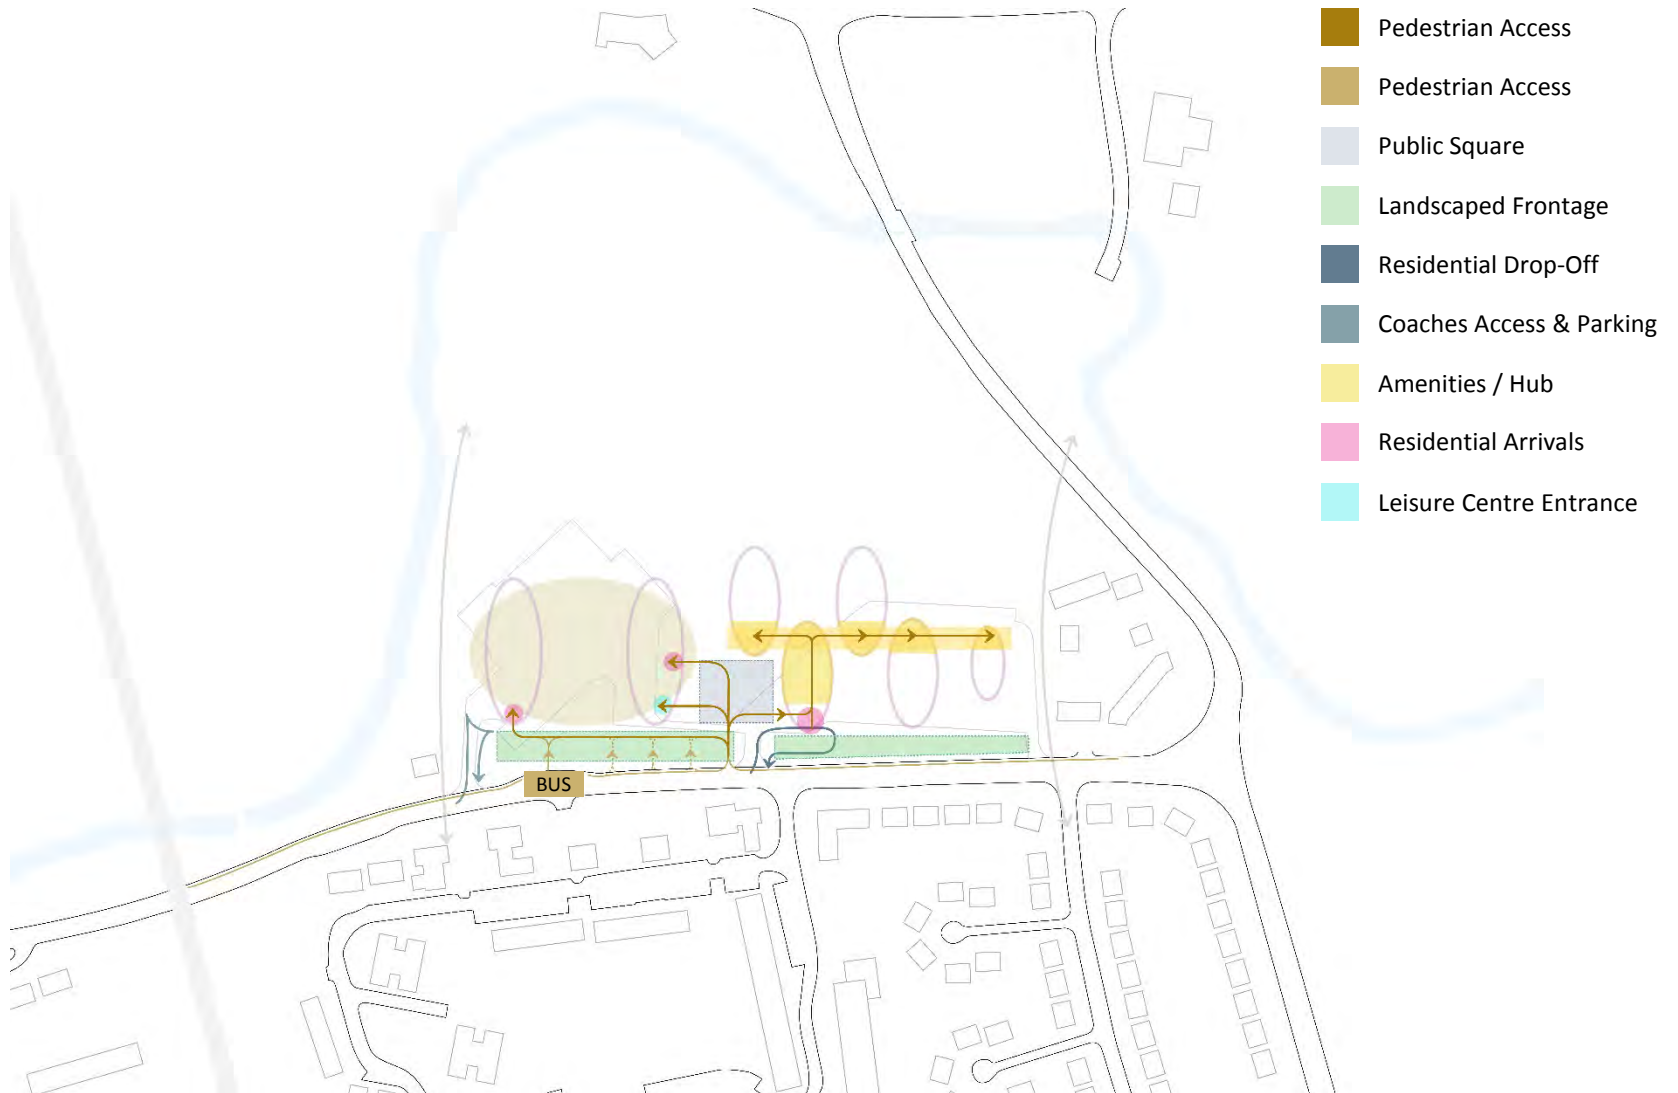 Pedestrian Access
Pedestrian Access
Public Square
Landscaped Frontage
Residential Drop-Off
Coaches Access & Parking
Amenities / Hub
Residential Arrivals
Leisure Centre Entrance
BUS